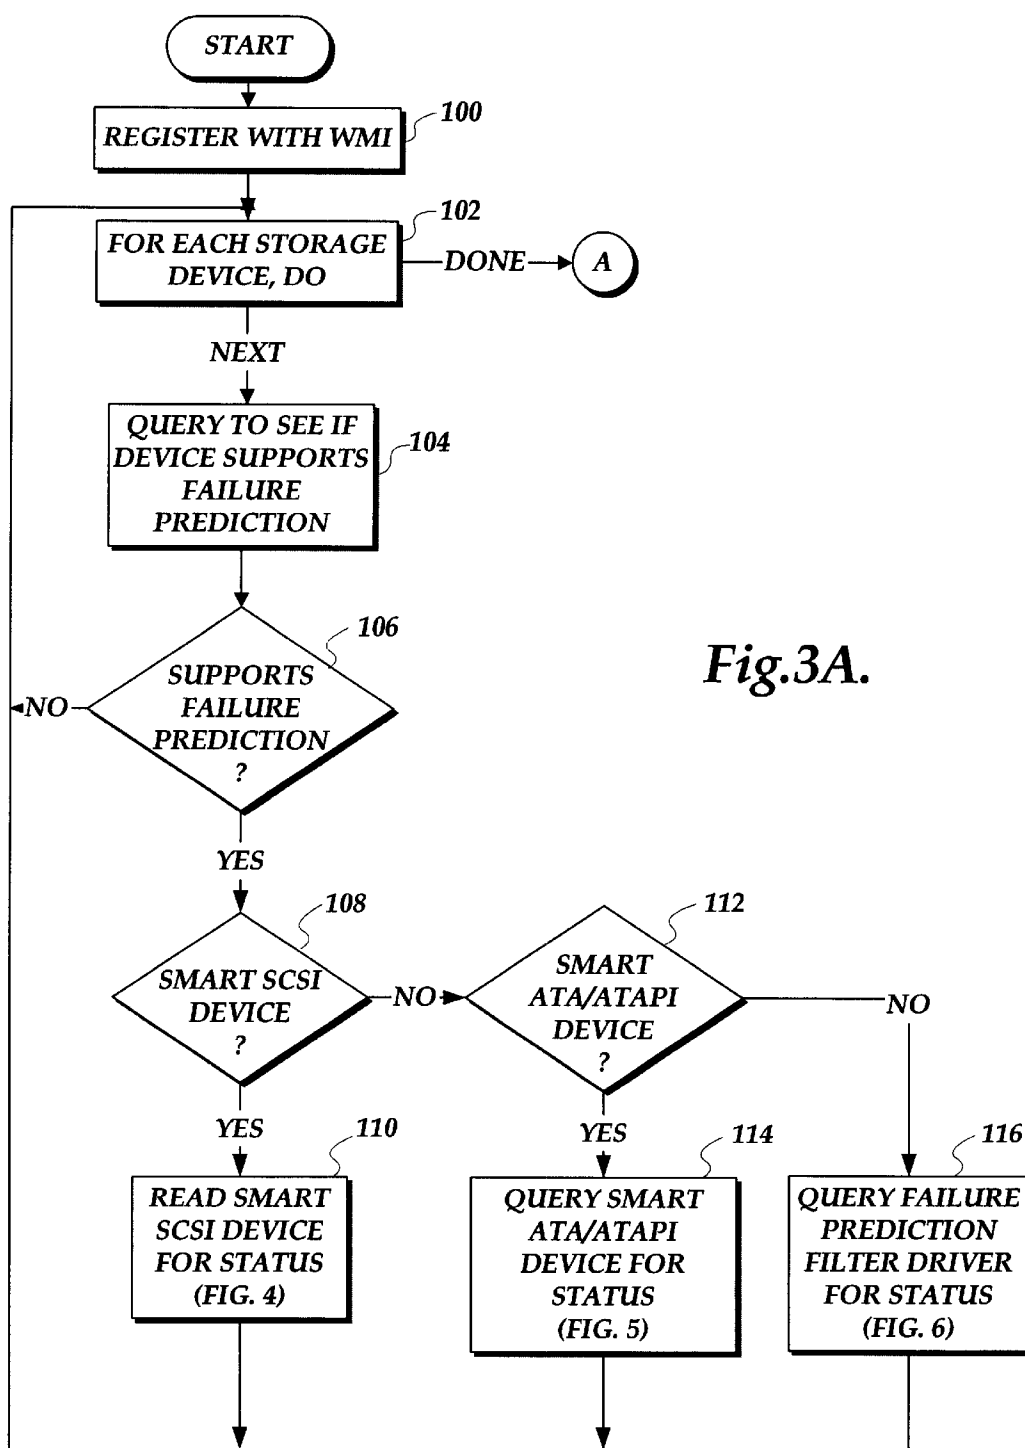 START
REGISTER WITH WMI
100
FOR EACH STORAGE
DEVICE, DO
102
DONE
A
NEXT
QUERY TO SEE IF
DEVICE SUPPORTS
FAILURE
PREDICTION
104
SUPPORTS
FAILURE
PREDICTION
?
106
NO
Fig.3A.
YES
SMART SCSI
DEVICE
?
108
NO
SMART
ATA/ATAPI
DEVICE
?
112
NO
YES
READ SMART
SCSI DEVICE
FOR STATUS
(FIG. 4)
110
YES
QUERY SMART
ATA/ATAPI
DEVICE FOR
STATUS
(FIG. 5)
114
QUERY FAILURE
PREDICTION
FILTER DRIVER
FOR STATUS
(FIG. 6)
116